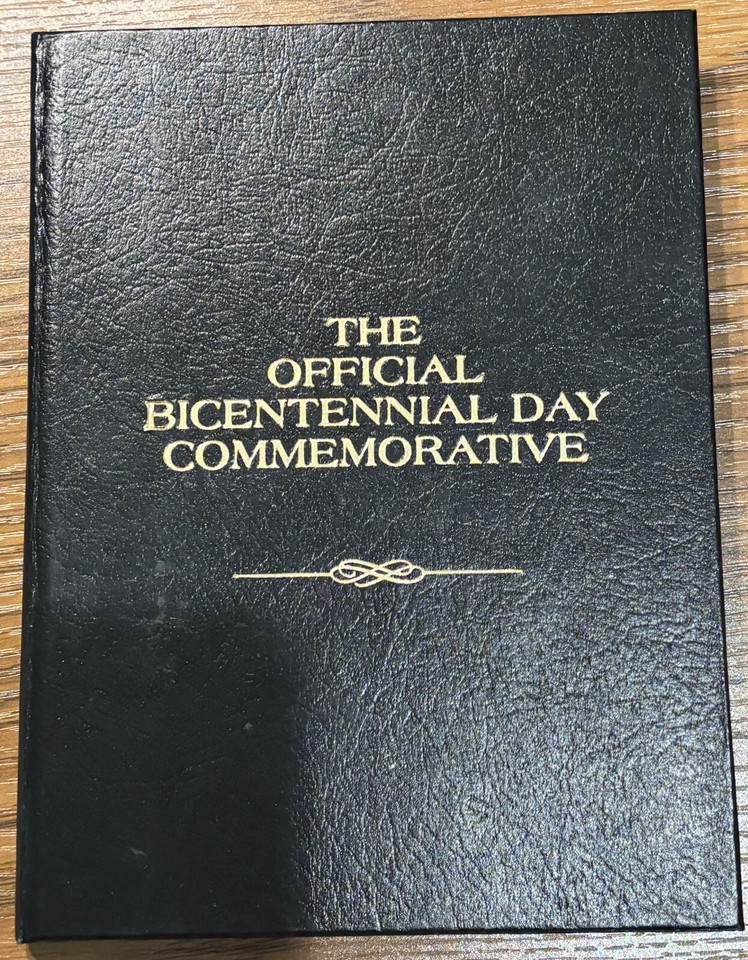 THE
OFFICIAL
BICENTENNIAL DAY
COMMEMORATIVE